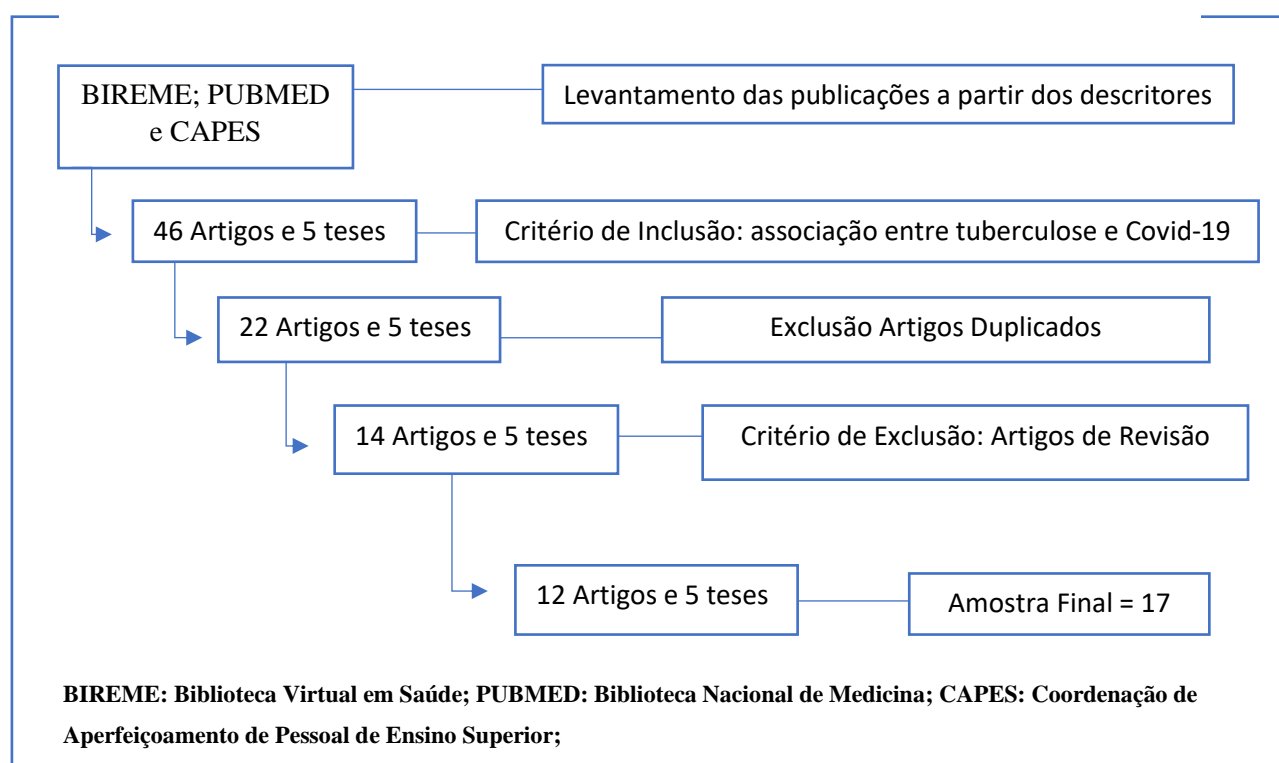 BIREME; PUBMED
e CAPES
Levantamento das publicações a partir dos descritores
46 Artigos e 5 teses
Critério de Inclusão: associação entre tuberculose e Covid-19
22 Artigos e 5 teses
Exclusão Artigos Duplicados
14 Artigos e 5 teses
Critério de Exclusão: Artigos de Revisão
12 Artigos e 5 teses
Amostra Final = 17
BIREME: Biblioteca Virtual em Saúde; PUBMED: Biblioteca Nacional de Medicina; CAPES: Coordenação de
Aperfeiçoamento de Pessoal de Ensino Superior;